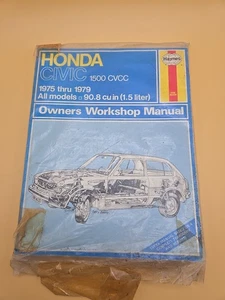 HONDA
Haynes
CIVIC 1500 CVCC
1975 thru 1979
All models 90.8 cu in (1.5 liter)
Owners Workshop Manual